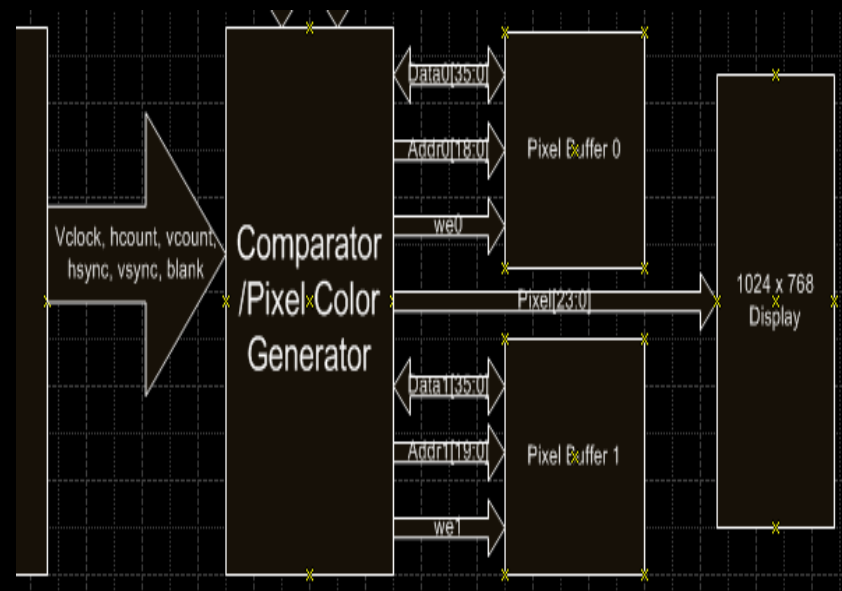 Data0[35:0]
Addr0[18:0]
we0
Pixel Buffer 0
Vclock, hcount, vcount,
hsync, vsync, blank
Comparator
/Pixel Color
Generator
Pixel[23:0]
1024 x 768
Display
Data1[35:0]
Addr1[19:0]
we1
Pixel Buffer 1